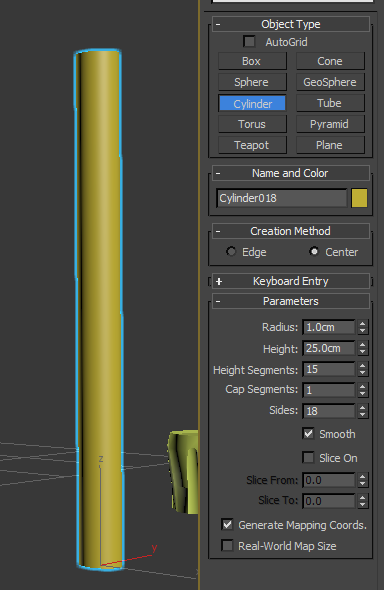 - Object Type
AutoGrid
Box Cone
Sphere GeoSphere
Cylinder Tube
Torus Pyramid
Teapot Plane
- Name and Color
Cylinder018
- Creation Method
Edge Center
+ Keyboard Entry
- Parameters
Radius: 1.0cm
Height: 25.0cm
Height Segments: 15
Cap Segments: 1
Sides: 18
Smooth
Slice On
Slice From: 0.0
Slice To: 0.0
Generate Mapping Coords.
Real-World Map Size
z
y